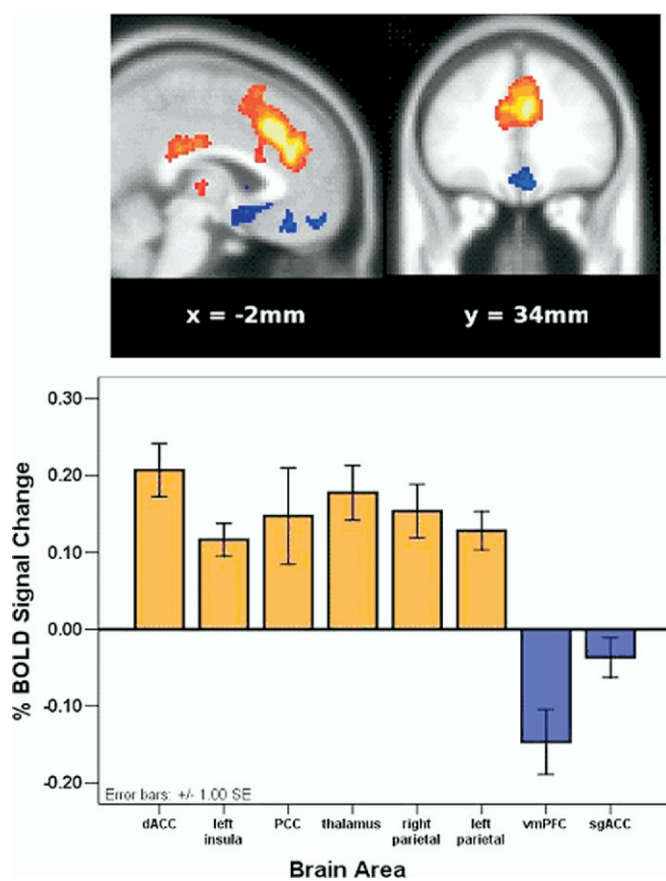 x = -2mm
y = 34mm
% BOLD Signal Change
0.30
0.20
0.10
0.00
-0.10
-0.20
Error bars: +/- 1.00 SE
dACC
left
insula
PCC
thalamus
right
parietal
left
parietal
vmPFC
sgACC
Brain Area